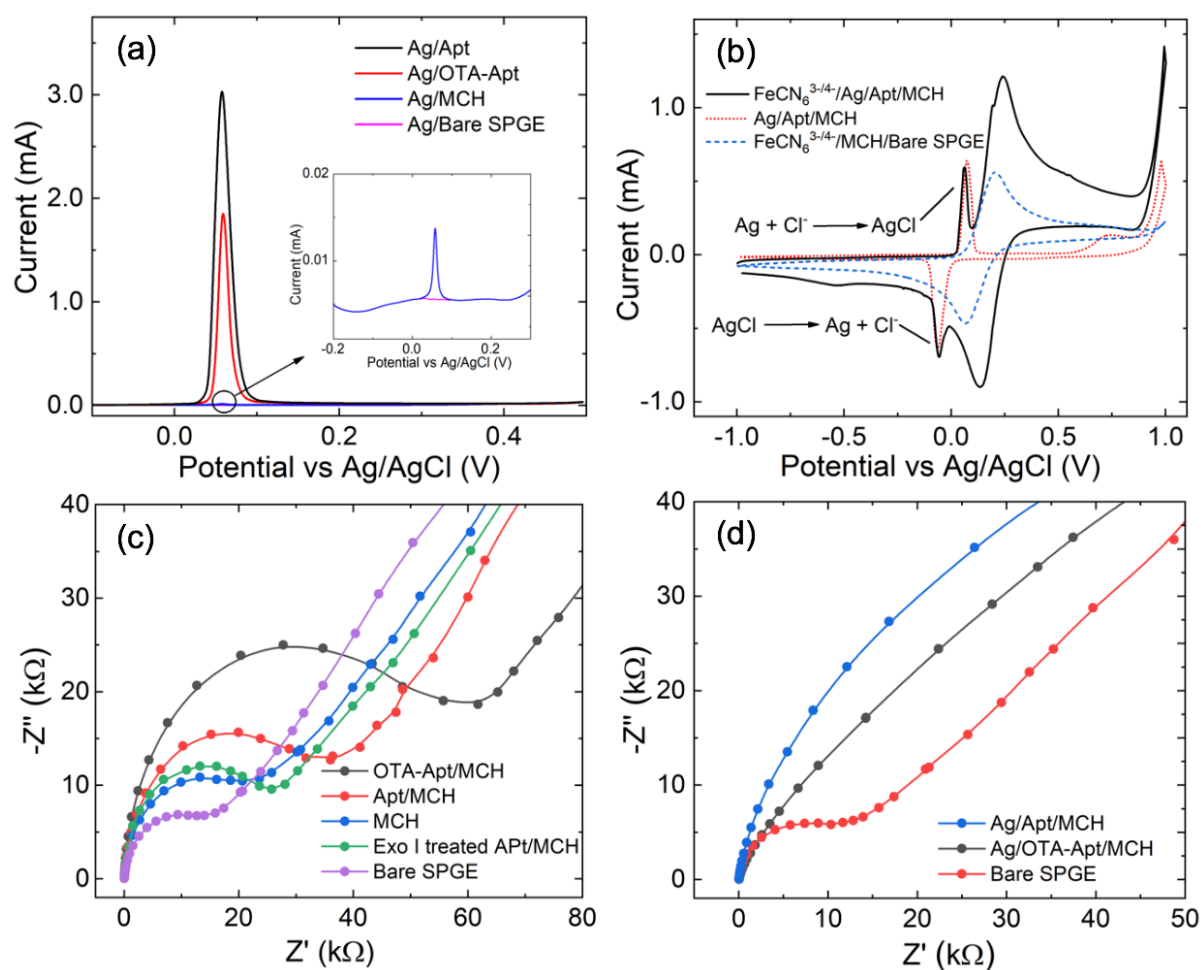 (a)
Ag/Apt
Ag/OTA-Apt
Ag/MCH
Ag/Bare SPGE
3.0
2.0
1.0
0.0
Current (mA)
0.0 0.2 0.4
Potential vs Ag/AgCl (V)
0.02
0.01
Current (mA)
-0.2 0.0 0.2
Potential vs Ag/AgCl (V)
(b)
FeCN₆³⁻/⁴⁻/Ag/Apt/MCH
Ag/Apt/MCH
FeCN₆³⁻/⁴⁻/MCH/Bare SPGE
Ag + Cl⁻ → AgCl
AgCl → Ag + Cl⁻
1.0
0.0
-1.0
Current (mA)
-1.0 -0.5 0.0 0.5 1.0
Potential vs Ag/AgCl (V)
(c)
40
30
20
10
0
-Z'' (kΩ)
OTA-Apt/MCH
Apt/MCH
MCH
Exo I treated APt/MCH
Bare SPGE
0 20 40 60 80
Z' (kΩ)
(d)
40
30
20
10
0
-Z'' (kΩ)
Ag/Apt/MCH
Ag/OTA-Apt/MCH
Bare SPGE
0 10 20 30 40 50
Z' (kΩ)